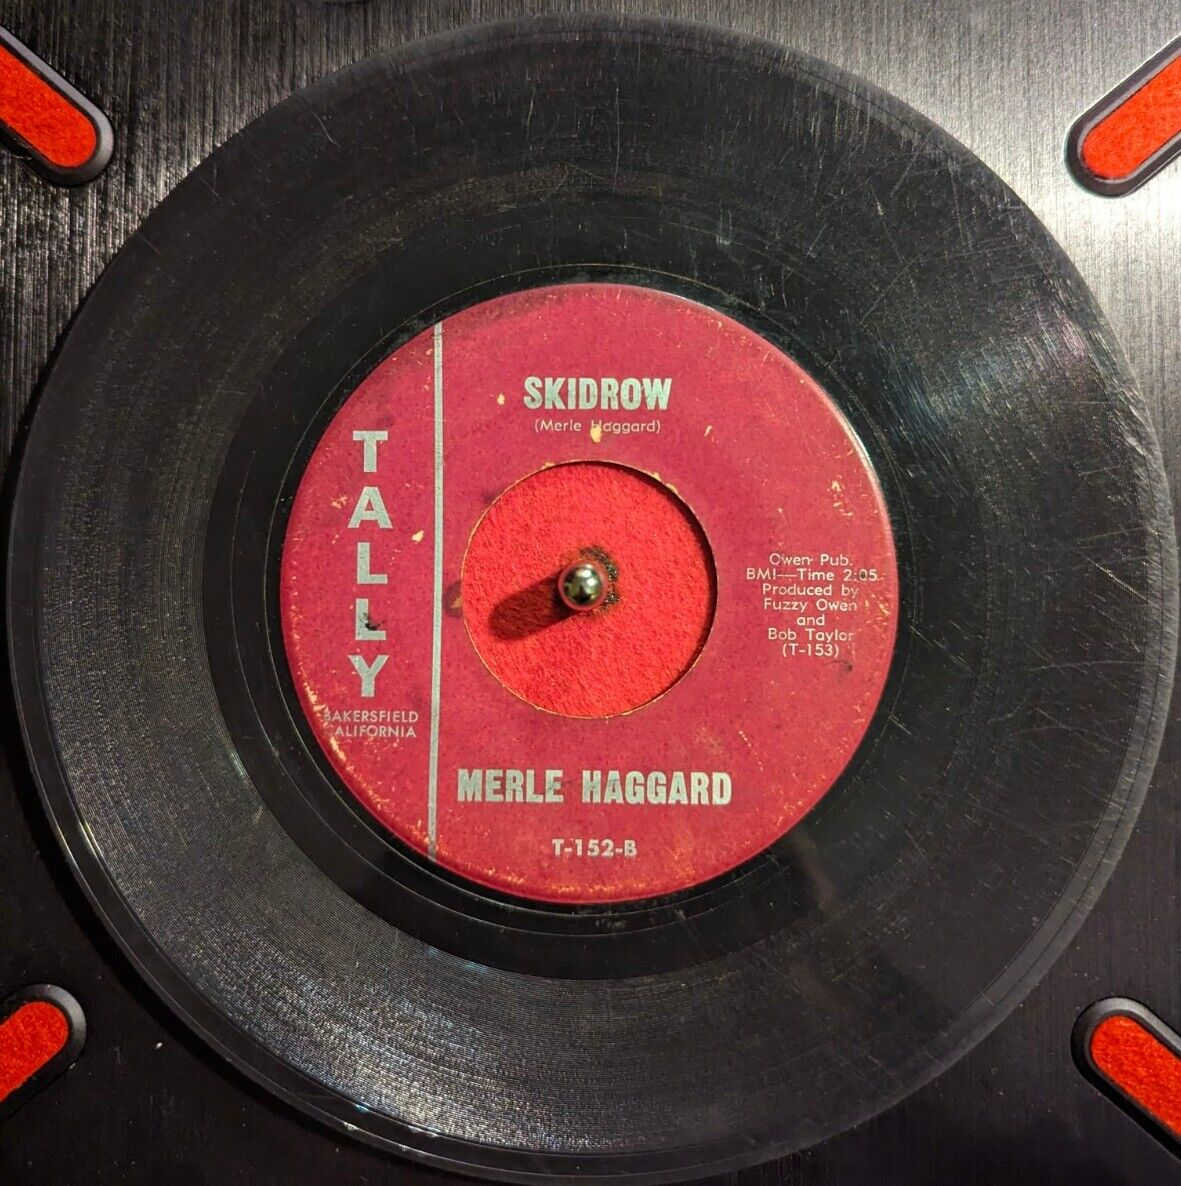 SKIDROW
(Merle Haggard)
TALLY
BAKERSFIELD
CALIFORNIA
Owen Pub.
BMI—Time 2:05
Produced by
Fuzzy Owen
and
Bob Taylor
(T-153)
MERLE HAGGARD
T-152-B